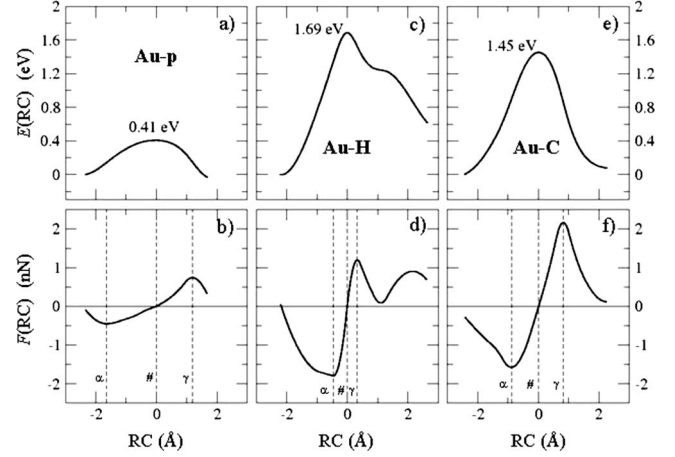 a)
c)
e)
2
1.6
1.2
0.8
0.4
0
E(RC) (eV)
Au-p
0.41 eV
1.69 eV
Au-H
1.45 eV
Au-C
2
1.6
1.2
0.8
0.4
0
b)
d)
f)
2
1
0
-1
-2
F(RC) (nN)
α # γ
α # γ
α # γ
2
1
0
-1
-2
-2 0 2
-2 0 2
-2 0 2
RC (Å)
RC (Å)
RC (Å)